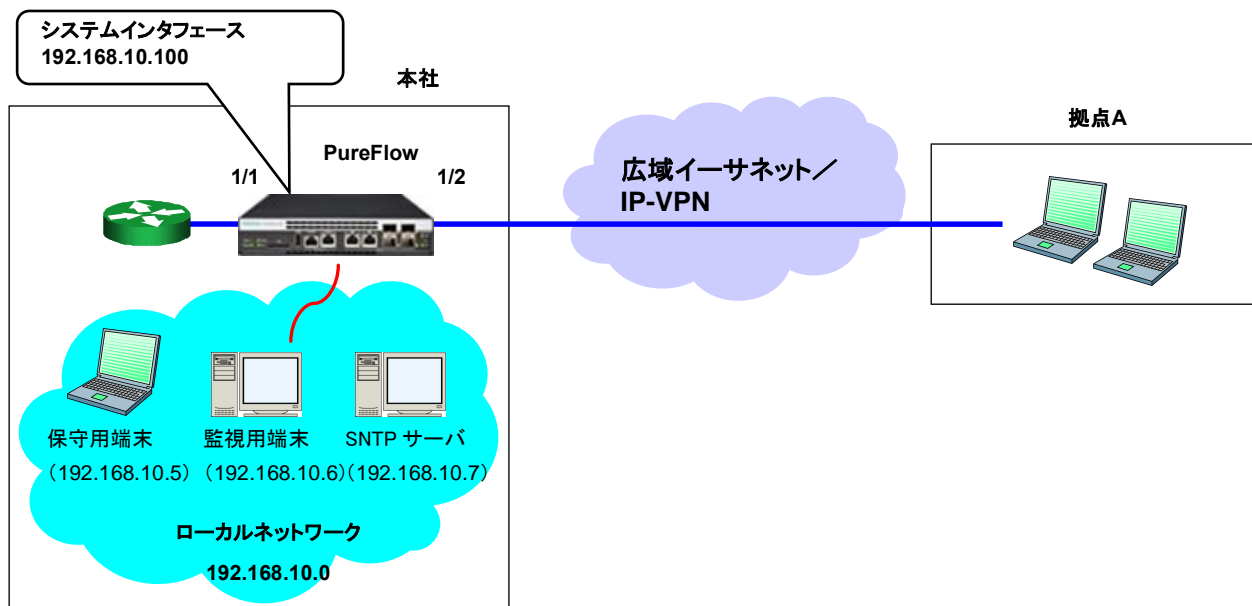 システムインタフェース
192.168.10.100
本社
PureFlow
1/1
1/2
広域イーサネット／
IP-VPN
拠点A
保守用端末
（192.168.10.5）
監視用端末
（192.168.10.6）
SNTP サーバ
（192.168.10.7）
ローカルネットワーク
192.168.10.0